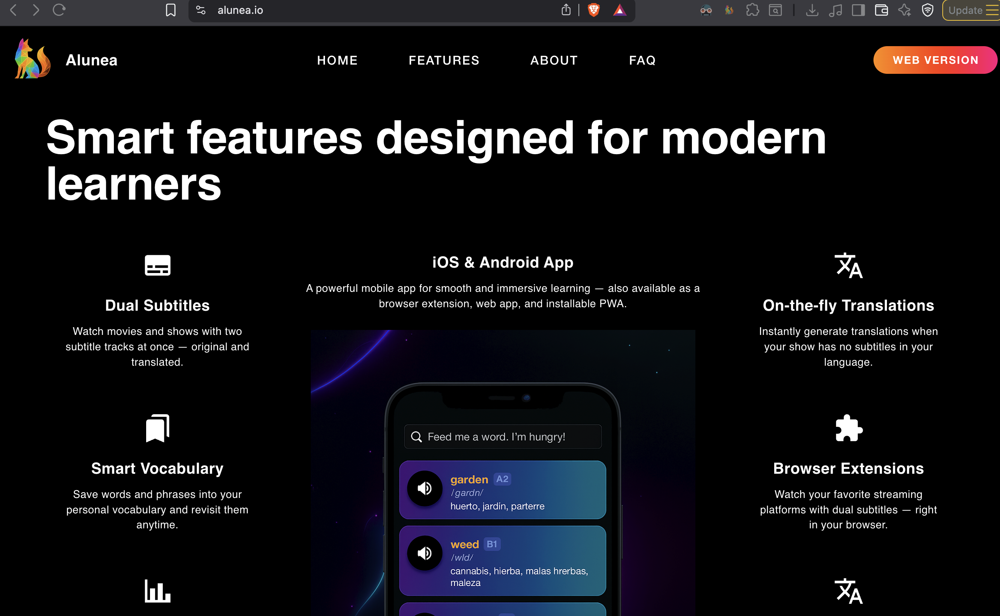 alunea.io
Update
Alunea
HOME
FEATURES
ABOUT
FAQ
WEB VERSION
Smart features designed for modern
learners
Dual Subtitles
Watch movies and shows with two
subtitle tracks at once — original and
translated.
Smart Vocabulary
Save words and phrases into your
personal vocabulary and revisit them
anytime.
iOS & Android App
A powerful mobile app for smooth and immersive learning — also available as a
browser extension, web app, and installable PWA.
Feed me a word. I'm hungry!
garden A2
/gardn/
huerto, jardin, parterre
weed B1
/wld/
cannabis, hierba, malas hrerbas,
maleza
On-the-fly Translations
Instantly generate translations when
your show has no subtitles in your
language.
Browser Extensions
Watch your favorite streaming
platforms with dual subtitles — right
in your browser.